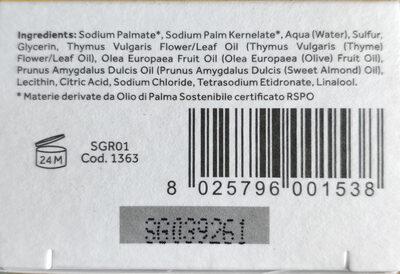 Ingredients: Sodium Palmate*, Sodium Palm Kernelate*, Aqua (Water), Sulfur,
Glycerin, Thymus Vulgaris Flower/Leaf Oil (Thymus Vulgaris (Thyme)
Flower/Leaf Oil), Olea Europaea Fruit Oil (Olea Europaea (Olive) Fruit Oil),
Prunus Amygdalus Dulcis Oil (Prunus Amygdalus Dulcis (Sweet Almond) Oil),
Lecithin, Citric Acid, Sodium Chloride, Tetrasodium Etidronate, Linalool.
* Materie derivate da Olio di Palma Sostenibile certificato RSPO
24 M
SGR01
Cod. 1363
8 025796 001538
SG039261